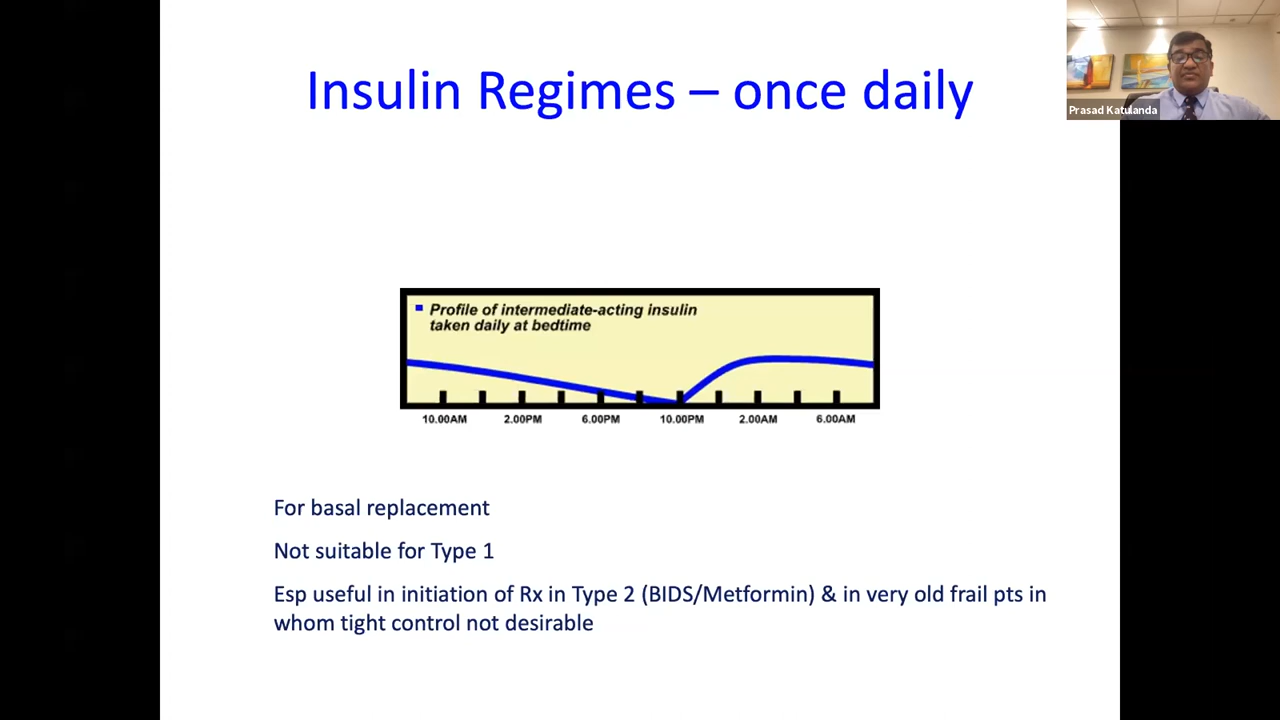 Insulin Regimes – once daily
Prasad Katulanda
Profile of intermediate-acting insulin
taken daily at bedtime
10.00AM 2.00PM 6.00PM 10.00PM 2.00AM 6.00AM
For basal replacement
Not suitable for Type 1
Esp useful in initiation of Rx in Type 2 (BIDS/Metformin) & in very old frail pts in
whom tight control not desirable